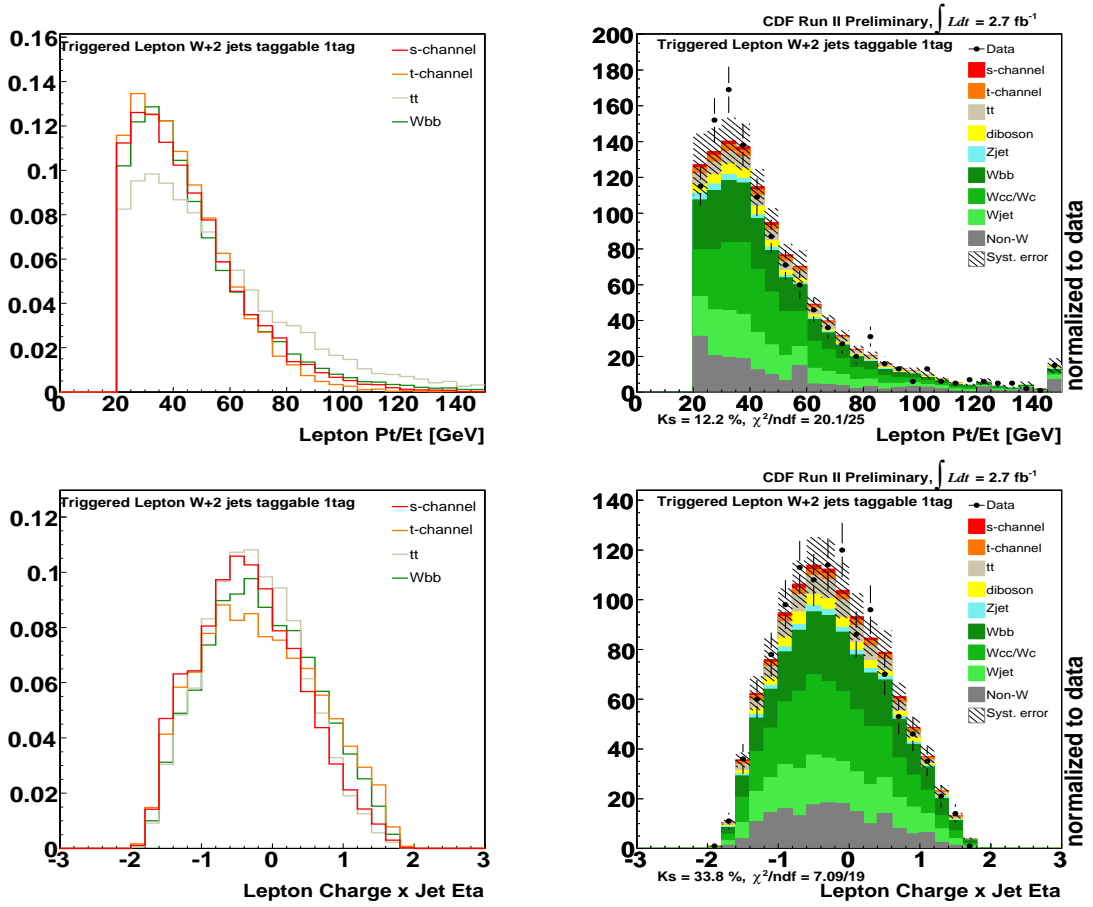 Triggered Lepton W+2 jets taggable 1tag
s-channel
t-channel
tt
Wbb
0.16
0.14
0.12
0.1
0.08
0.06
0.04
0.02
0
0 20 40 60 80 100 120 140
Lepton Pt/Et [GeV]
CDF Run II Preliminary, ∫ Ldt = 2.7 fb⁻¹
Triggered Lepton W+2 jets taggable 1tag
Data
s-channel
t-channel
tt
diboson
Zjet
Wbb
Wcc/Wc
Wjet
Non-W
Syst. error
200
180
160
140
120
100
80
60
40
20
0
0 20 40 60 80 100 120 140
Ks = 12.2 %, χ²/ndf = 20.1/25
Lepton Pt/Et [GeV]
normalized to data
Triggered Lepton W+2 jets taggable 1tag
s-channel
t-channel
tt
Wbb
0.12
0.1
0.08
0.06
0.04
0.02
0
-3 -2 -1 0 1 2 3
Lepton Charge x Jet Eta
CDF Run II Preliminary, ∫ Ldt = 2.7 fb⁻¹
Triggered Lepton W+2 jets taggable 1tag
Data
s-channel
t-channel
tt
diboson
Zjet
Wbb
Wcc/Wc
Wjet
Non-W
Syst. error
140
120
100
80
60
40
20
0
-3 -2 -1 0 1 2 3
Ks = 33.8 %, χ²/ndf = 7.09/19
Lepton Charge x Jet Eta
normalized to data